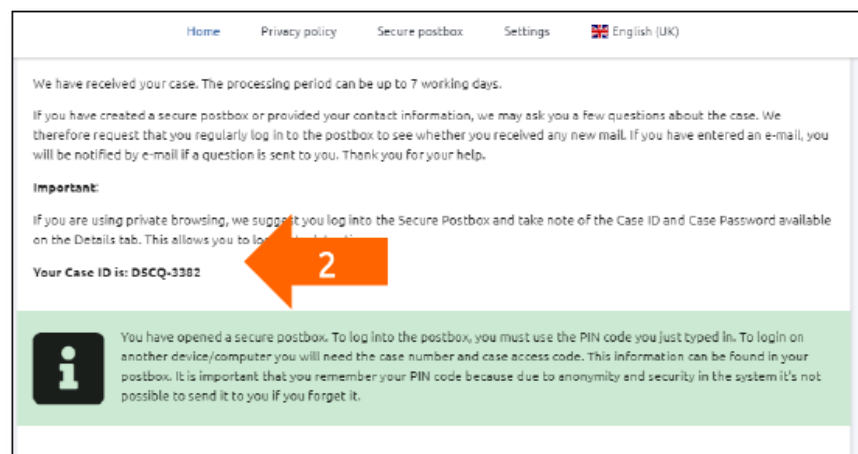 Home Privacy policy Secure postbox Settings English (UK)
We have received your case. The processing period can be up to 7 working days.
If you have created a secure postbox or provided your contact information, we may ask you a few questions about the case. We
therefore request that you regularly log in to the postbox to see whether you received any new mail. If you have entered an e-mail, you
will be notified by e-mail if a question is sent to you. Thank you for your help.
Important:
If you are using private browsing, we suggest you log into the Secure Postbox and take note of the Case ID and Case Password available
on the Details tab. This allows you to
2
Your Case ID is: DSCQ-3382
You have opened a secure postbox. To log into the postbox, you must use the PIN code you just typed in. To login on
another device/computer you will need the case number and case access code. This information can be found in your
postbox. It is important that you remember your PIN code because due to anonymity and security in the system it's not
possible to send it to you if you forget it.